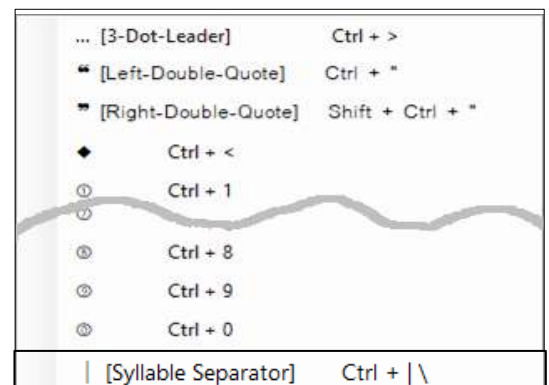 ... [3-Dot-Leader] Ctrl + >
❝ [Left-Double-Quote] Ctrl + "
❞ [Right-Double-Quote] Shift + Ctrl + "
◆ Ctrl + <
① Ctrl + 1
⑦
⑧ Ctrl + 8
⑨ Ctrl + 9
Ctrl + 0
| [Syllable Separator] Ctrl + | \